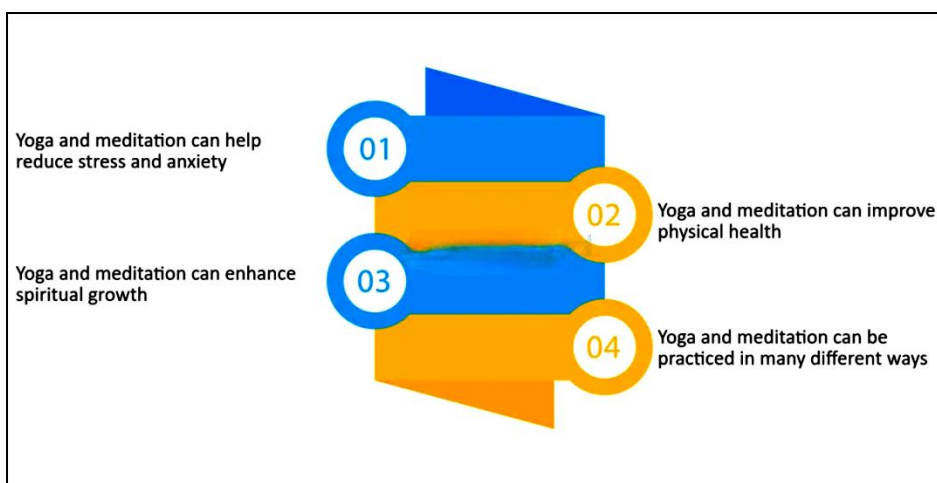 01
Yoga and meditation can help
reduce stress and anxiety
02
Yoga and meditation can improve
physical health
03
Yoga and meditation can enhance
spiritual growth
04
Yoga and meditation can be
practiced in many different ways